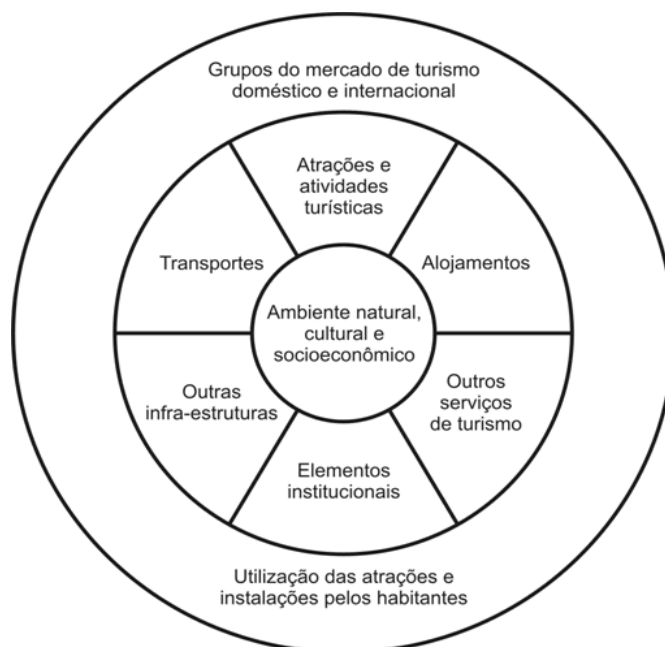 Grupos do mercado de turismo
doméstico e internacional
Atrações e
atividades
turísticas
Transportes
Alojamentos
Ambiente natural,
cultural e
socioeconômico
Outras
infra-estruturas
Outros
serviços
de turismo
Elementos
institucionais
Utilização das atrações e
instalações pelos habitantes